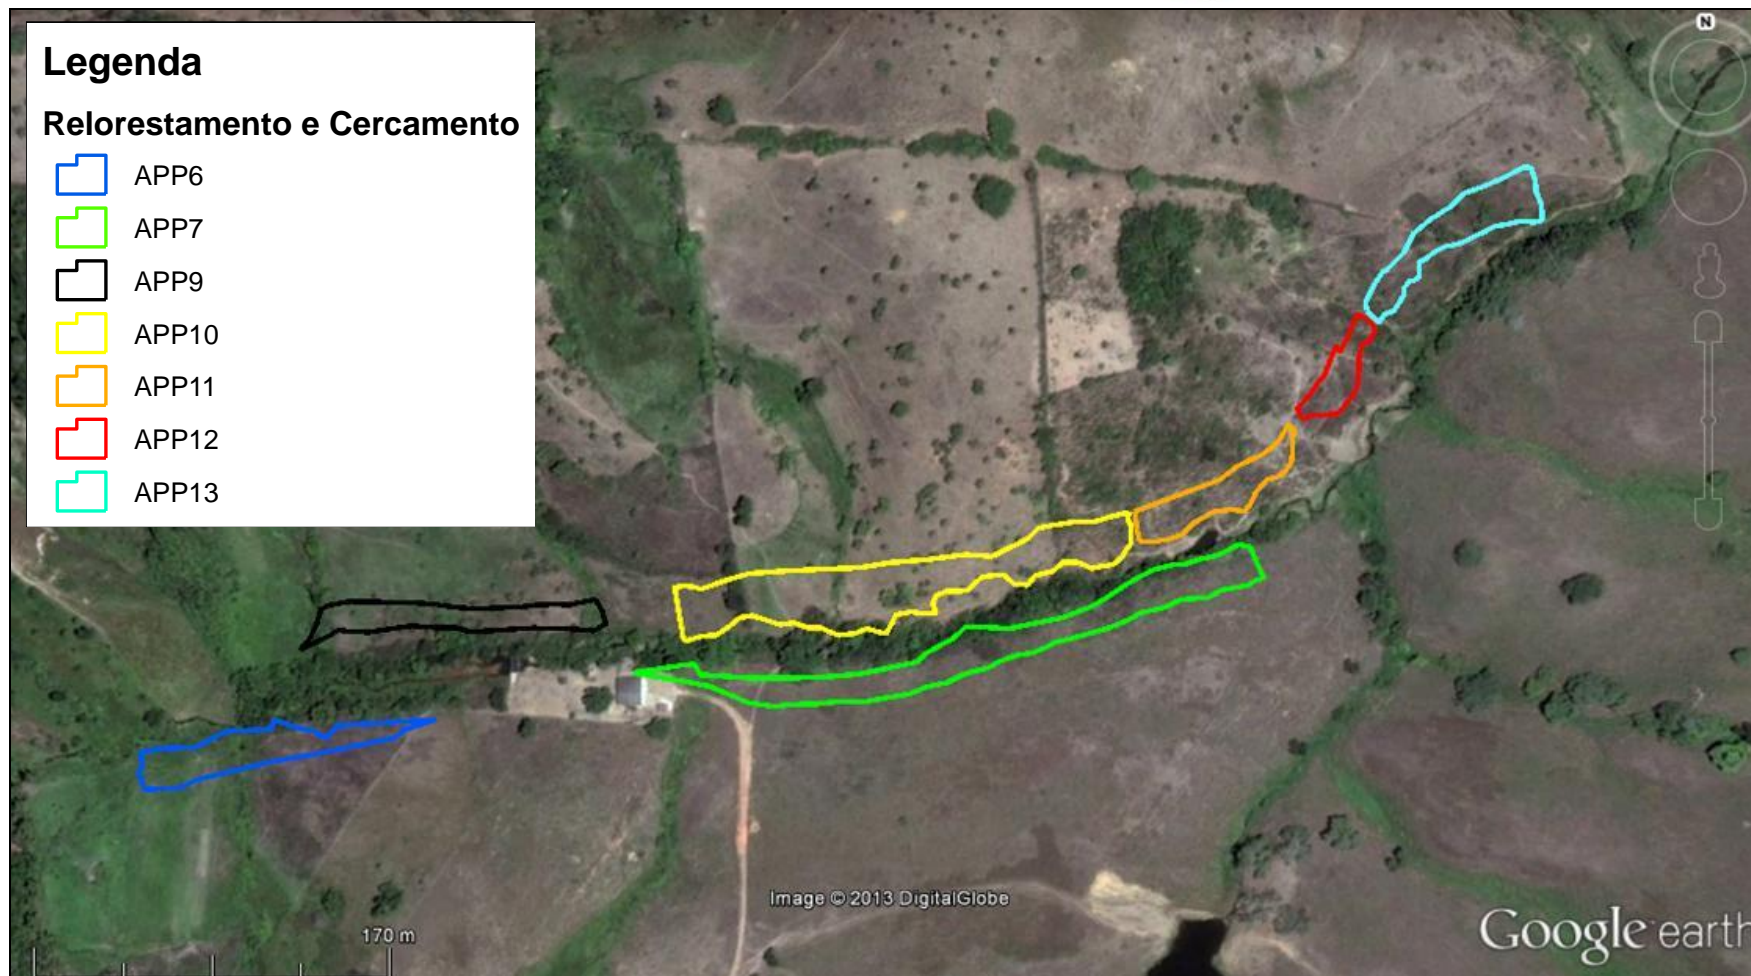 Legenda
Relorestamento e Cercamento
APP6
APP7
APP9
APP10
APP11
APP12
APP13
N
Image © 2013 DigitalGlobe
170 m
Google earth